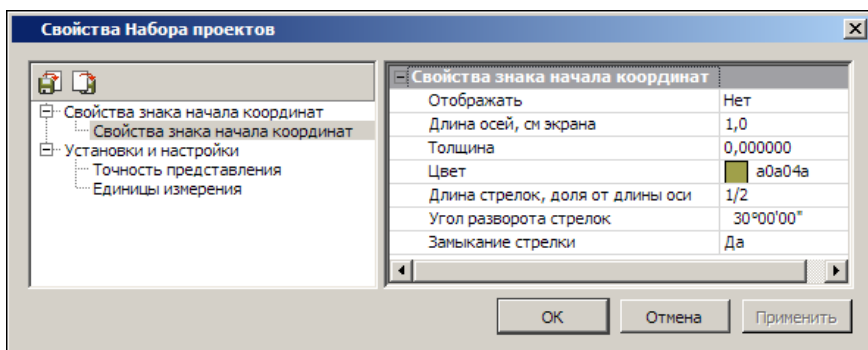 Свойства Набора проектов
Свойства знака начала координат
Свойства знака начала координат
Установки и настройки
Точность представления
Единицы измерения
Свойства знака начала координат
Отображать Нет
Длина осей, см экрана 1,0
Толщина 0,000000
Цвет a0a04a
Длина стрелок, доля от длины оси 1/2
Угол разворота стрелок 30°00'00"
Замыкание стрелки Да
ОК Отмена Применить